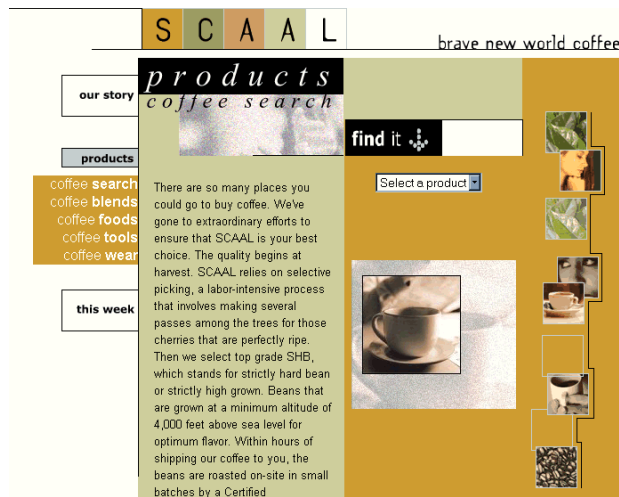 SCAAL
brave new world coffee
products
coffee search
our story
products
coffee search
coffee blends
coffee foods
coffee tools
coffee wear
this week
find it
Select a product
There are so many places you
could go to buy coffee. We've
gone to extraordinary efforts to
ensure that SCAAL is your best
choice. The quality begins at
harvest. SCAAL relies on selective
picking, a labor-intensive process
that involves making several
passes among the trees for those
cherries that are perfectly ripe.
Then we select top grade SHB,
which stands for strictly hard bean
or strictly high grown. Beans that
are grown at a minimum altitude of
4,000 feet above sea level for
optimum flavor. Within hours of
shipping our coffee to you, the
beans are roasted on-site in small
batches by a Certified